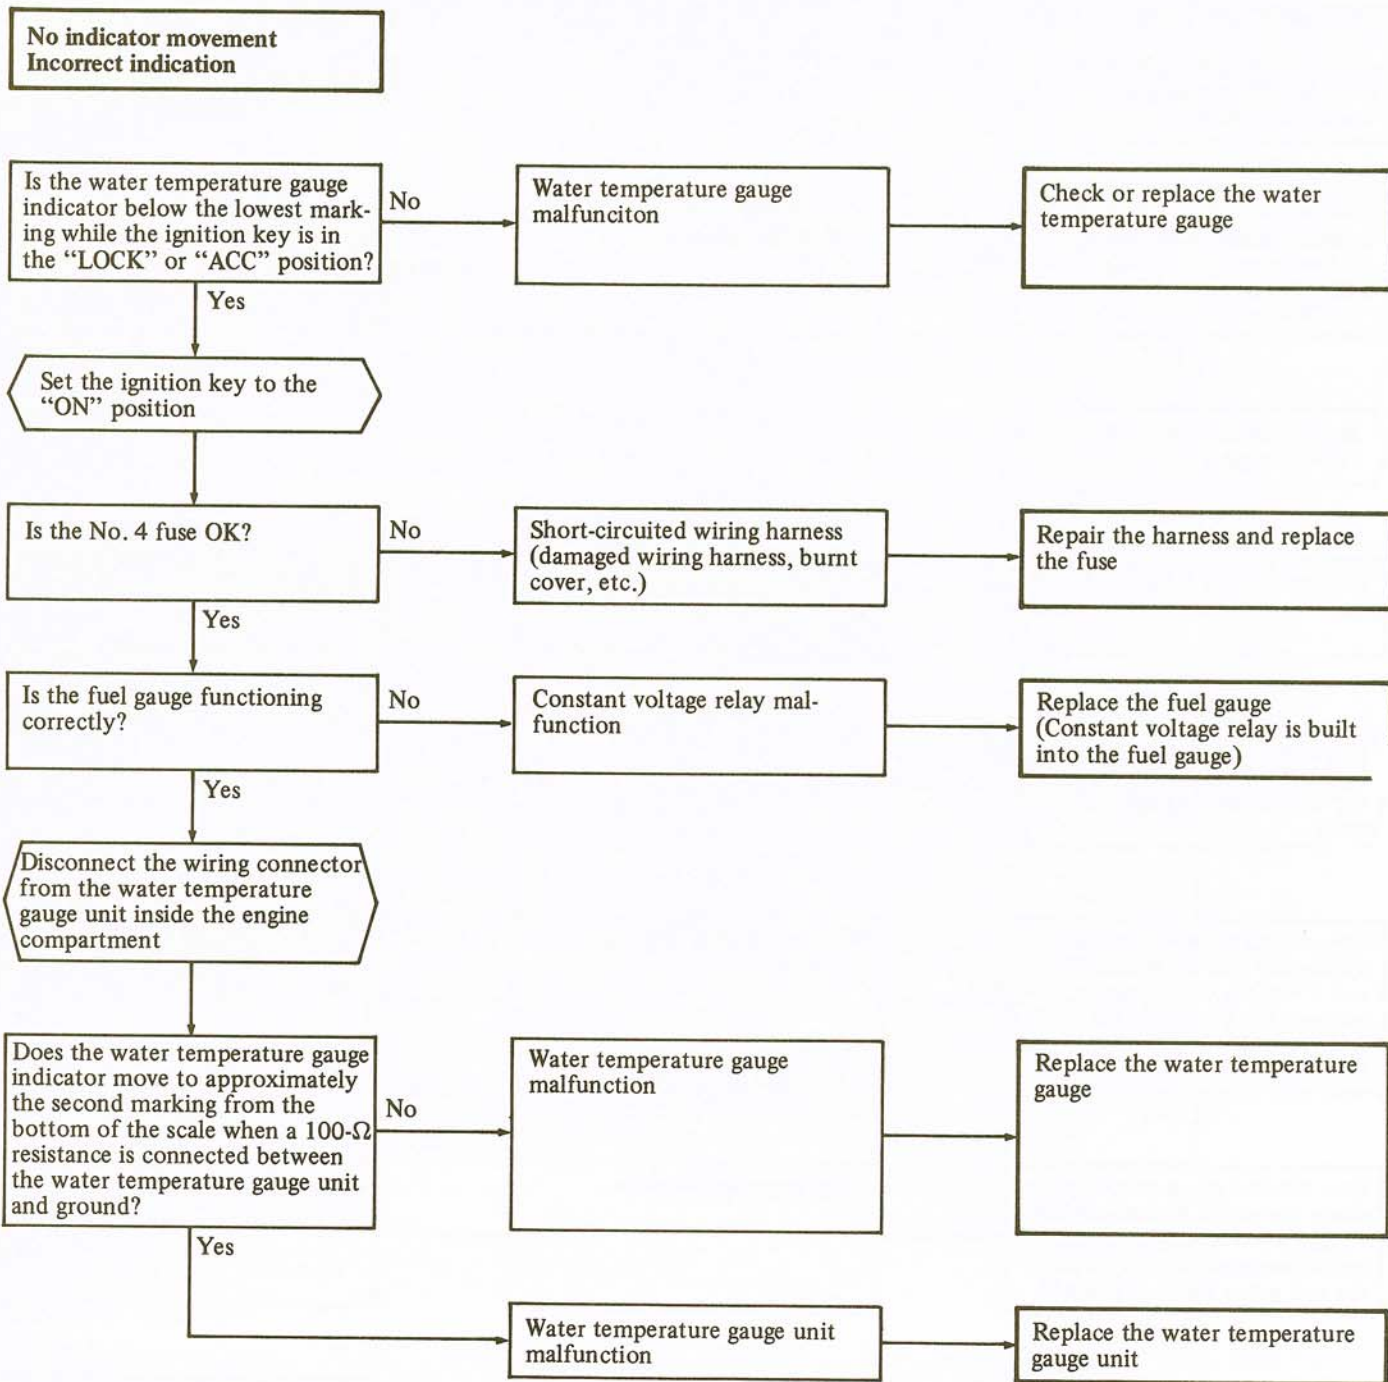 No indicator movement
Incorrect indication
Is the water temperature gauge
indicator below the lowest mark-
ing while the ignition key is in
the “LOCK” or “ACC” position?
No
Water temperature gauge
malfunciton
Check or replace the water
temperature gauge
Yes
Set the ignition key to the
“ON” position
Is the No. 4 fuse OK?
No
Short-circuited wiring harness
(damaged wiring harness, burnt
cover, etc.)
Repair the harness and replace
the fuse
Yes
Is the fuel gauge functioning
correctly?
No
Constant voltage relay mal-
function
Replace the fuel gauge
(Constant voltage relay is built
into the fuel gauge)
Yes
Disconnect the wiring connector
from the water temperature
gauge unit inside the engine
compartment
Does the water temperature gauge
indicator move to approximately
the second marking from the
bottom of the scale when a 100-Ω
resistance is connected between
the water temperature gauge unit
and ground?
No
Water temperature gauge
malfunction
Replace the water temperature
gauge
Yes
Water temperature gauge unit
malfunction
Replace the water temperature
gauge unit